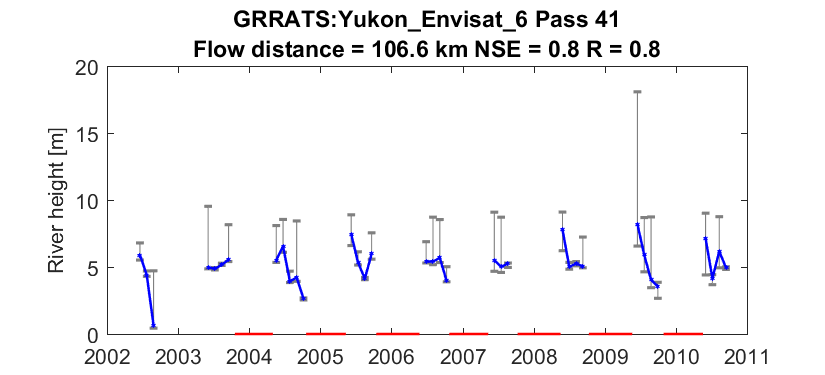 GRRATS:Yukon_Envisat_6 Pass 41
Flow distance = 106.6 km NSE = 0.8 R = 0.8
20
15
10
5
0
River height [m]
2002 2003 2004 2005 2006 2007 2008 2009 2010 2011